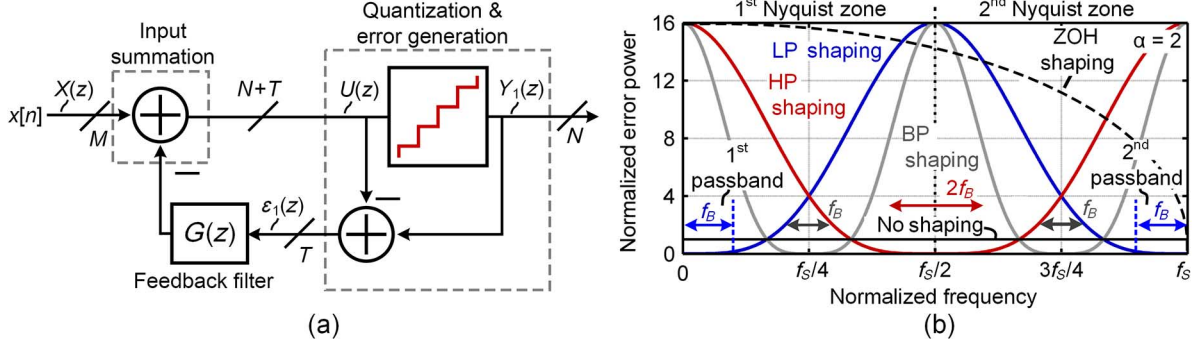 Quantization &
error generation
Input
summation
X(z)
x[n]
M
N+T
U(z)
Y1(z)
N
ε1(z)
T
G(z)
Feedback filter
(a)
1st Nyquist zone
2nd Nyquist zone
16
12
8
4
0
Normalized error power
LP shaping
HP
shaping
ZOH
shaping
α = 2
BP
shaping
1st
passband
2nd
passband
fB
fB
2fB
fB
fB
No shaping
0
fS/4
fS/2
3fS/4
fS
Normalized frequency
(b)